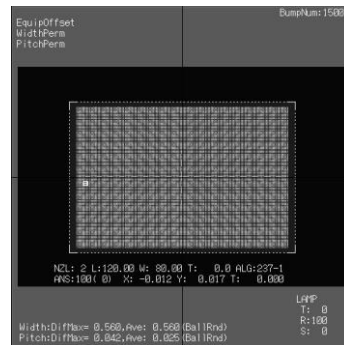 BumpNum:1500
EquipOffset
WidthPerm
PitchPerm
NZL: 2 L:120.00 W: 80.00 T: 0.0 ALG:237-1
ANS:100( 0) X: -0.012 Y: 0.017 T: 0.000
LAMP
T: 0
R:100
S: 0
Width:DifMax= 0.560,Ave: 0.560(BallRnd)
Pitch:DifMax= 0.042,Ave: 0.025(BallRnd)